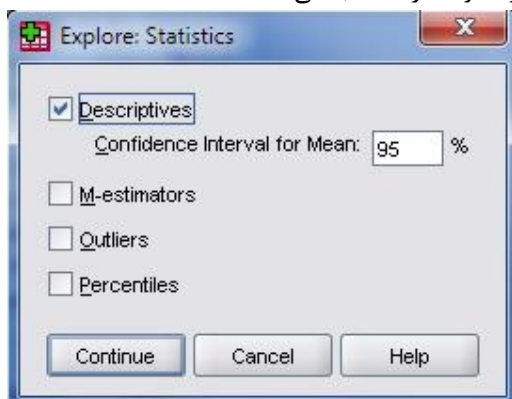 Explore: Statistics
Descriptives
Confidence Interval for Mean: 95 %
M-estimators
Outliers
Percentiles
Continue Cancel Help